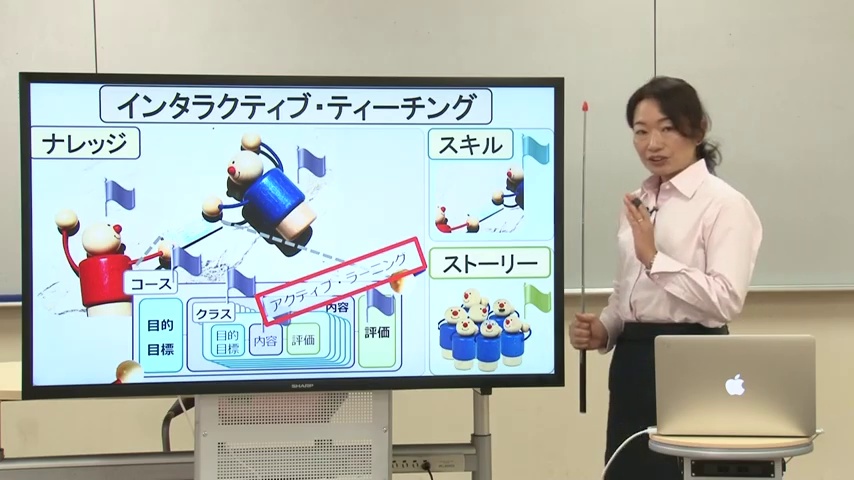 インタラクティブ・ティーチング
ナレッジ
スキル
ストーリー
アクティブ・ラーニング
コース
目的
目標
クラス
目的
目標
内容
評価
内容
評価
SHARP